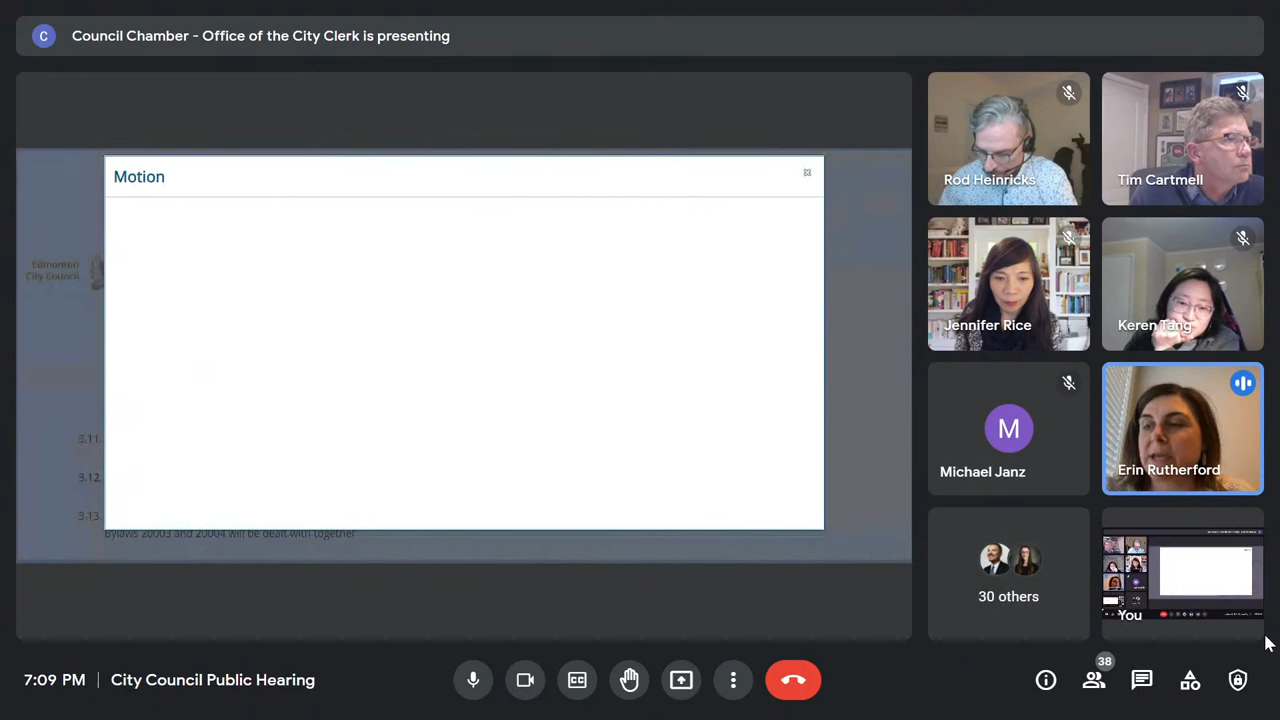 C
Council Chamber - Office of the City Clerk is presenting
Motion
Edmonton
City Council
3.11.
3.12.
3.13.
Bylaws 20003 and 20004 will be dealt with together
Rod Heinricks
Tim Cartmell
Jennifer Rice
Keren Tang
M
Michael Janz
Erin Rutherford
30 others
You
7:09 PM
City Council Public Hearing
CC
38